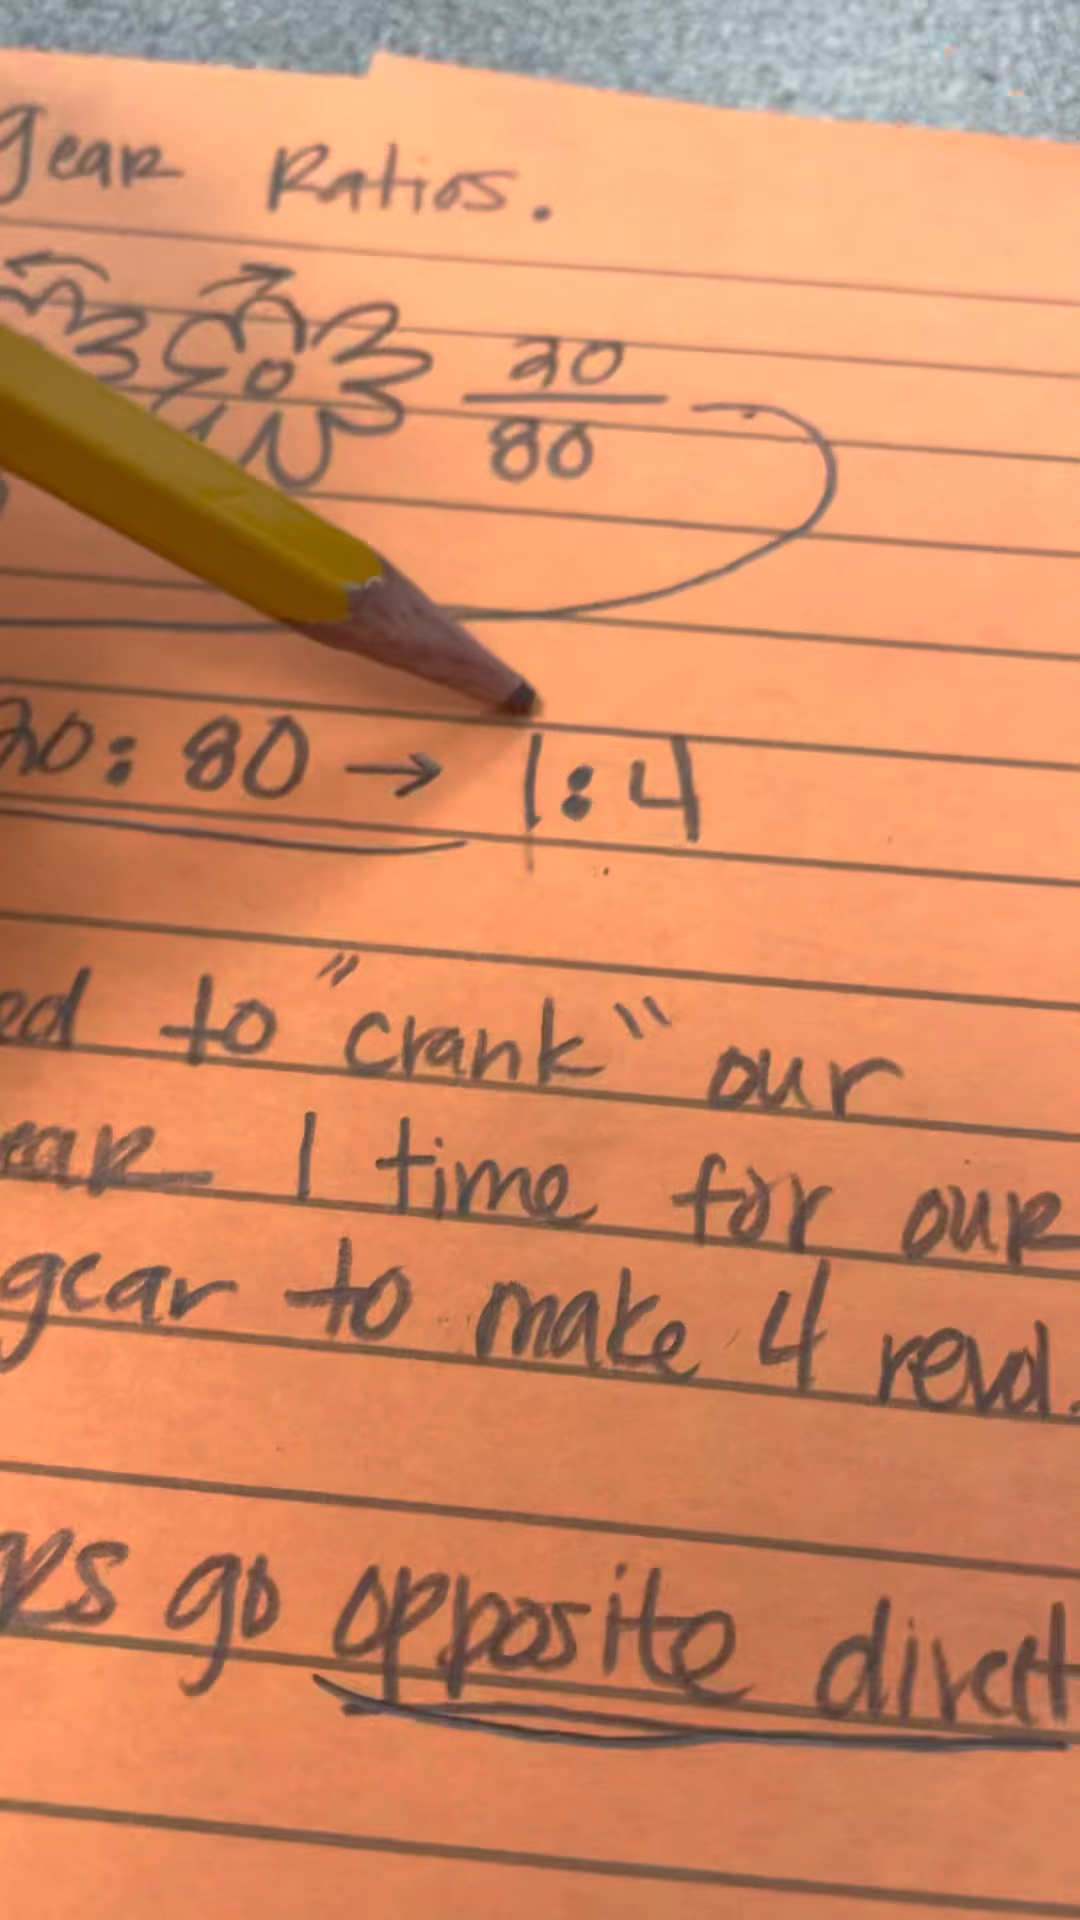 gear Ratios.
20
80
20: 80 → 1:4
to "crank" our
1 time for our
gear to make 4 revol.
go opposite direct